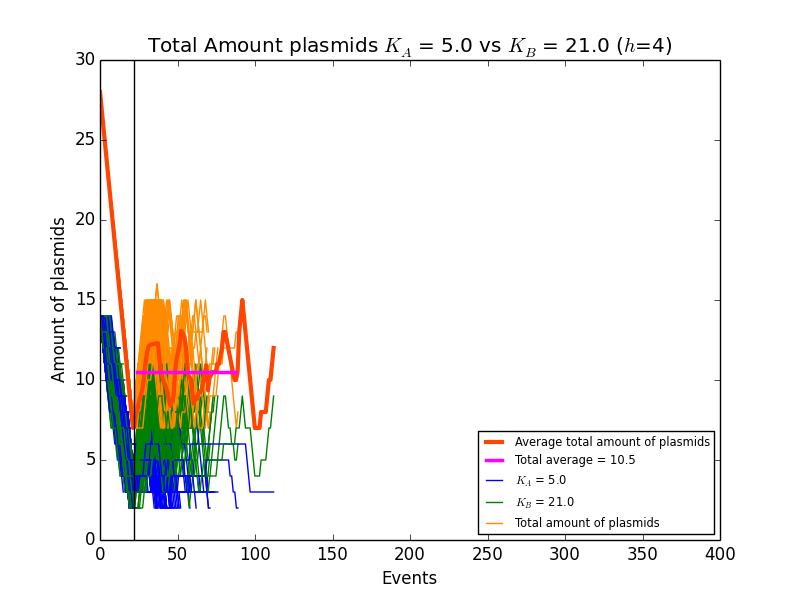 Total Amount plasmids K_A = 5.0 vs K_B = 21.0 (h=4)
30
25
20
15
10
5
0
Amount of plasmids
0 50 100 150 200 250 300 350 400
Events
Average total amount of plasmids
Total average = 10.5
K_A = 5.0
K_B = 21.0
Total amount of plasmids